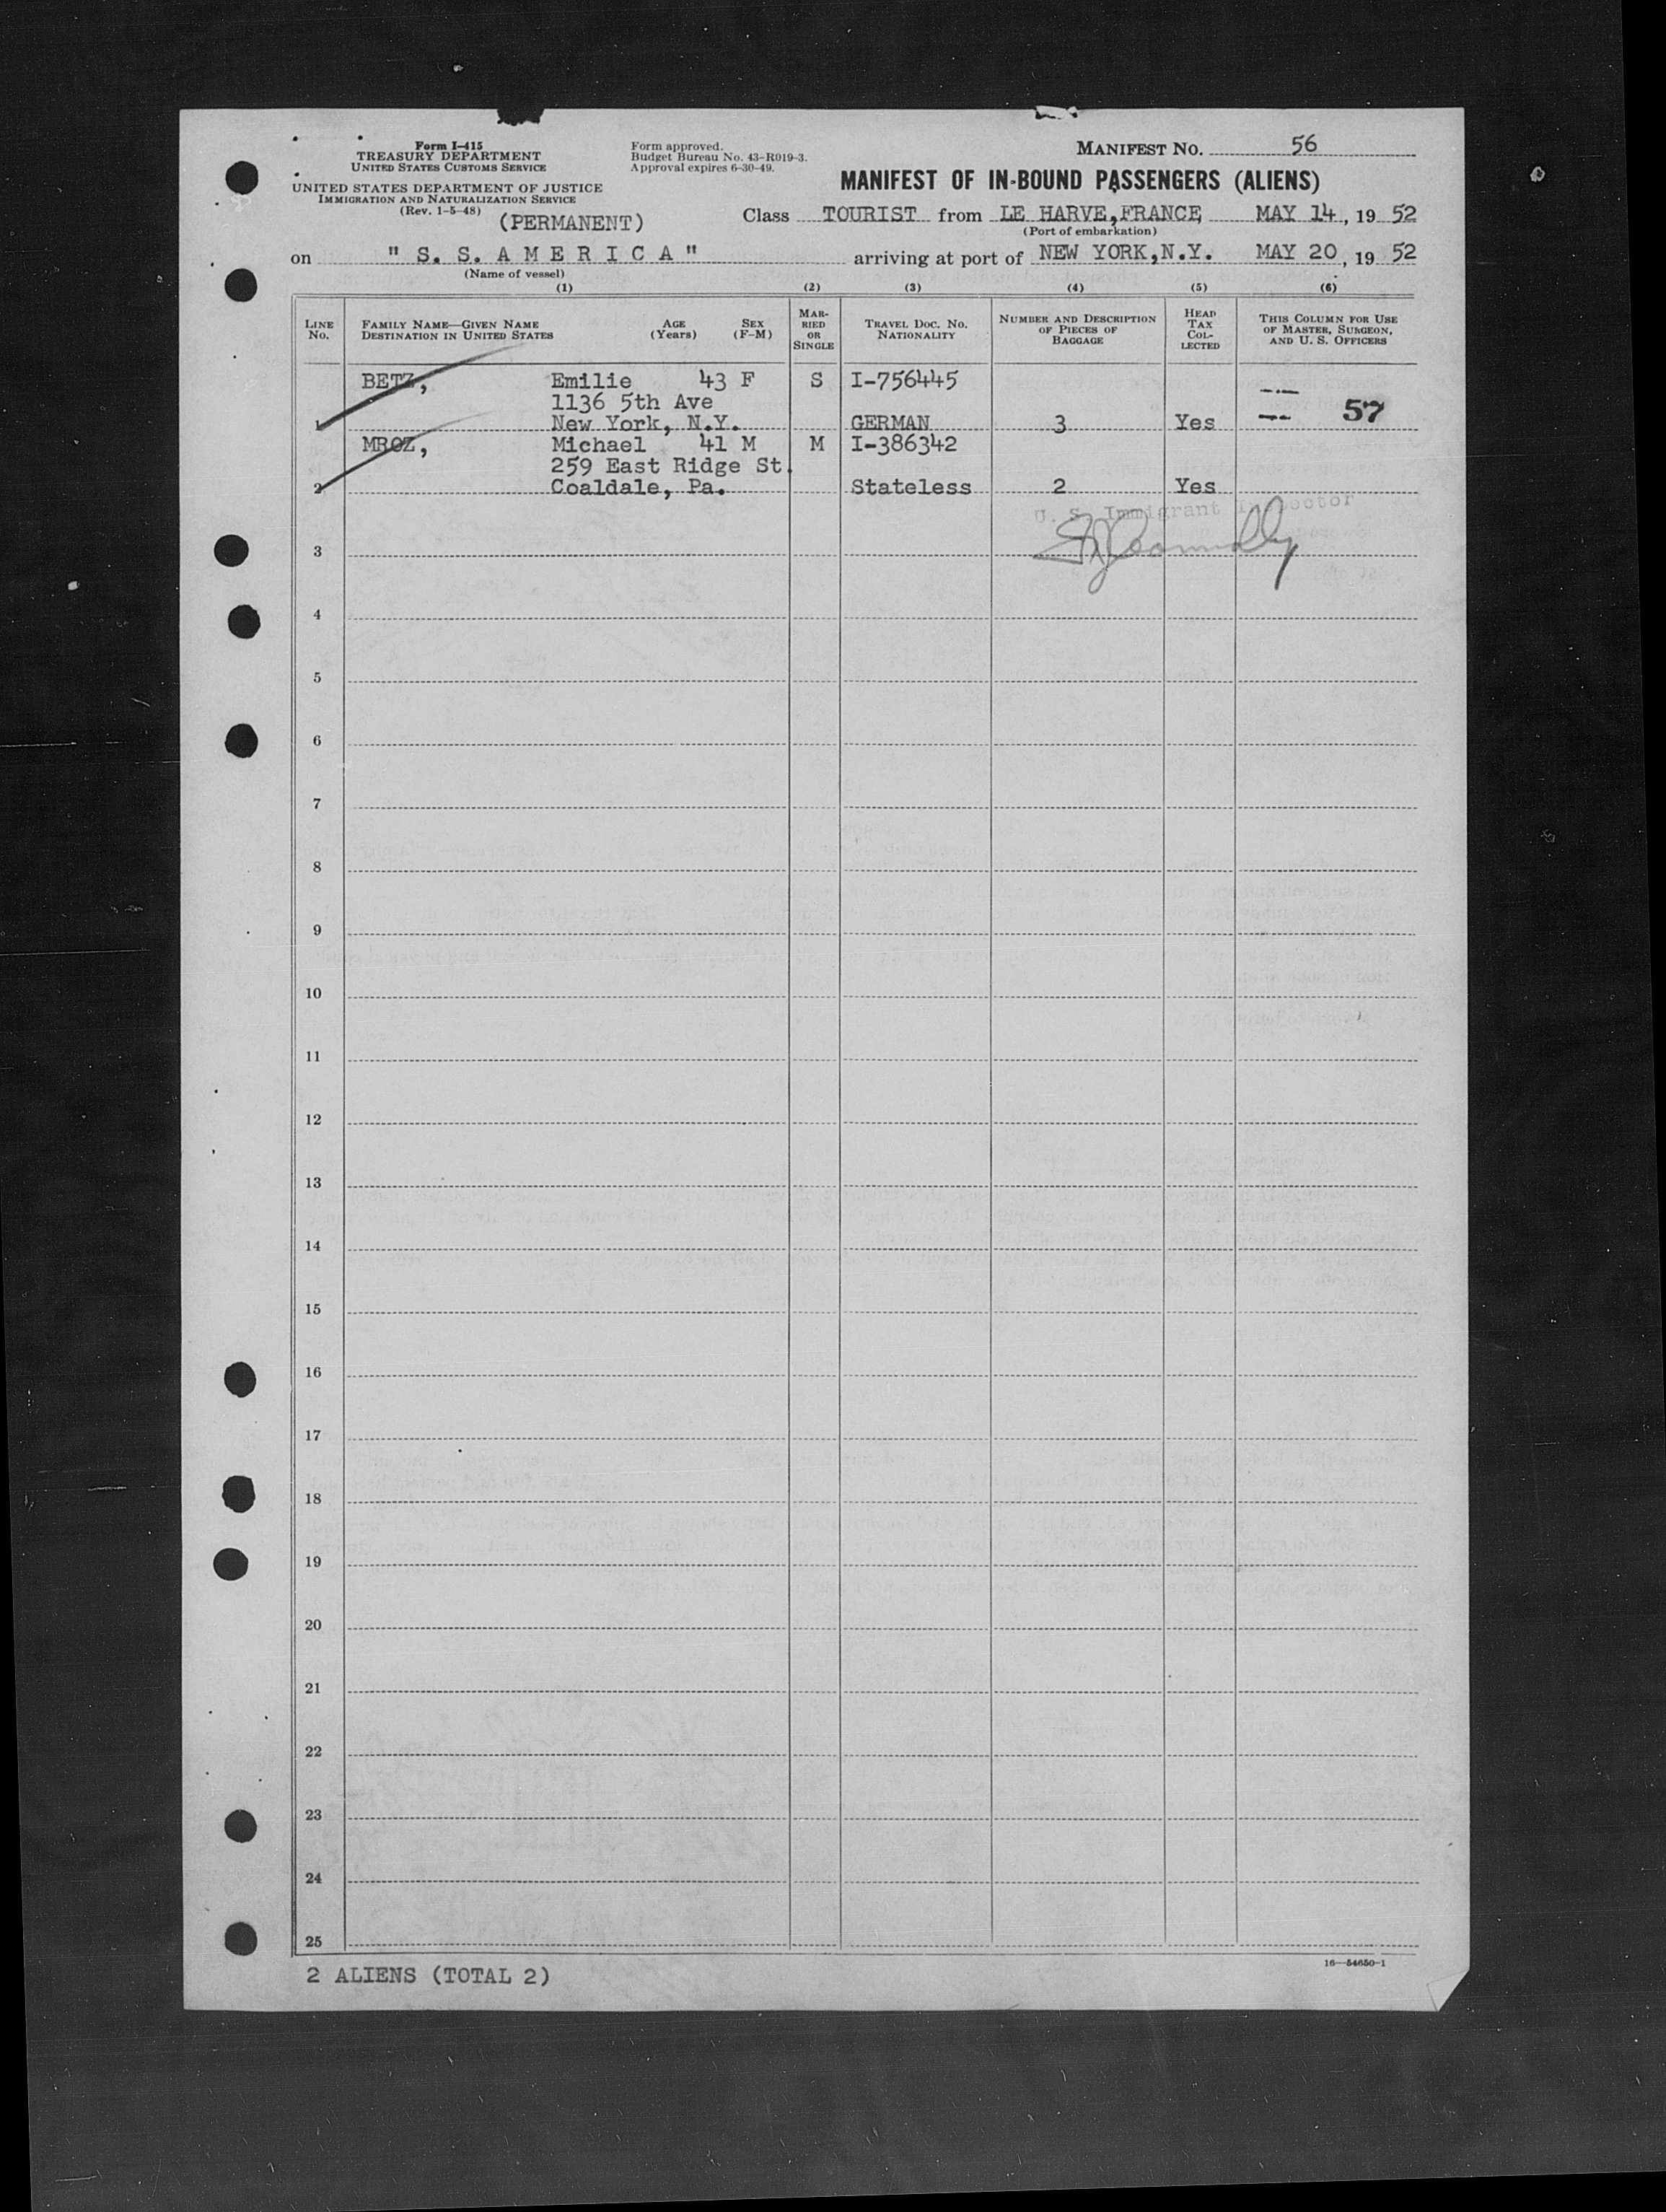 Form I-415
TREASURY DEPARTMENT
UNITED STATES CUSTOMS SERVICE
UNITED STATES DEPARTMENT OF JUSTICE
IMMIGRATION AND NATURALIZATION SERVICE
(Rev. 1-5-48)
(PERMANENT)
Form approved.
Budget Bureau No. 43-R019-3.
Approval expires 6-30-49.
MANIFEST NO. 56
MANIFEST OF IN-BOUND PASSENGERS (ALIENS)
Class TOURIST from LE HARVE,FRANCE MAY 14, 19 52
(Port of embarkation)
on " S. S. A M E R I C A " arriving at port of NEW YORK,N.Y. MAY 20, 19 52
(Name of vessel)
(1) (2) (3) (4) (5) (6)
LINE NO.
FAMILY NAME—GIVEN NAME
DESTINATION IN UNITED STATES
AGE (Years)
SEX (F-M)
MARRIED OR SINGLE
TRAVEL DOC. NO.
NATIONALITY
NUMBER AND DESCRIPTION
OF PIECES OF
BAGGAGE
HEAD TAX COLLECTED
THIS COLUMN FOR USE
OF MASTER, SURGEON,
AND U. S. OFFICERS
BETZ, Emilie 43 F S I-756445 --
1136 5th Ave
1 New York, N.Y. GERMAN 3 Yes -- 57
MROZ, Michael 41 M M I-386342
259 East Ridge St.
2 Coaldale, Pa. Stateless 2 Yes
U. S. Immigrant Inspector
3
4
5
6
7
8
9
10
11
12
13
14
15
16
17
18
19
20
21
22
23
24
25
2 ALIENS (TOTAL 2)
16—54650-1